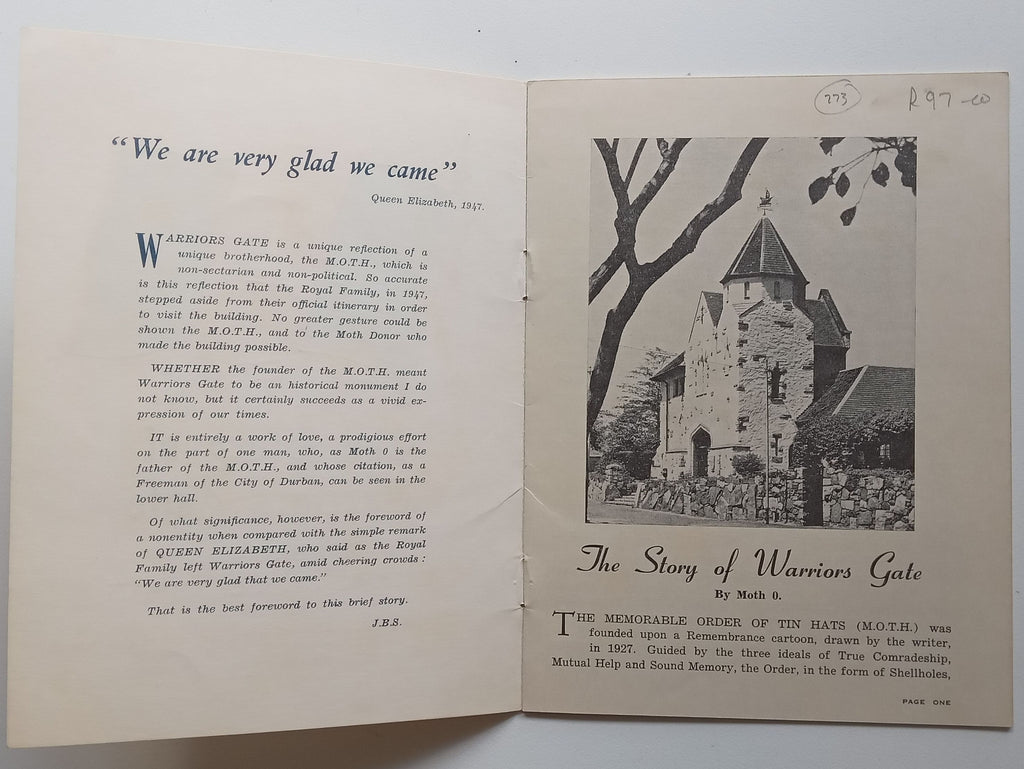 “We are very glad we came”
Queen Elizabeth, 1947.
WARRIORS GATE is a unique reflection of a
unique brotherhood, the M.O.T.H., which is
non-sectarian and non-political. So accurate
is this reflection that the Royal Family, in 1947,
stepped aside from their official itinerary in order
to visit the building. No greater gesture could be
shown the M.O.T.H., and to the Moth Donor who
made the building possible.
WHETHER the founder of the M.O.T.H. meant
Warriors Gate to be an historical monument I do
not know, but it certainly succeeds as a vivid ex-
pression of our times.
IT is entirely a work of love, a prodigious effort
on the part of one man, who, as Moth 0 is the
father of the M.O.T.H., and whose citation, as a
Freeman of the City of Durban, can be seen in the
lower hall.
Of what significance, however, is the foreword of
a nonentity when compared with the simple remark
of QUEEN ELIZABETH, who said as the Royal
Family left Warriors Gate, amid cheering crowds :
“We are very glad that we came.”
That is the best foreword to this brief story.
J.B.S.
273
R97-00
The Story of Warriors Gate
By Moth 0.
THE MEMORABLE ORDER OF TIN HATS (M.O.T.H.) was
founded upon a Remembrance cartoon, drawn by the writer,
in 1927. Guided by the three ideals of True Comradeship,
Mutual Help and Sound Memory, the Order, in the form of Shellholes,
PAGE ONE